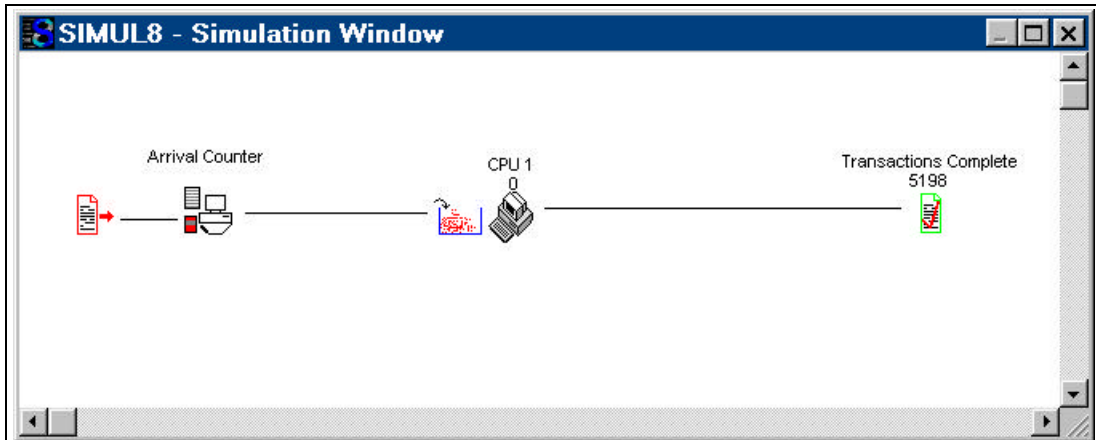 SIMUL8 - Simulation Window
Arrival Counter
CPU 1
0
Transactions Complete
5198